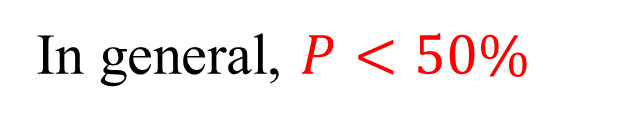 In general, P < 50%